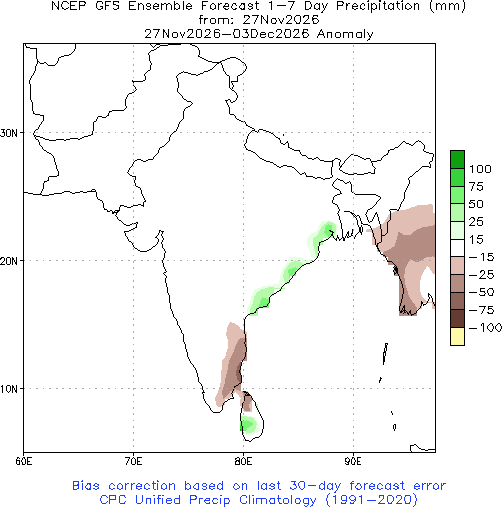 NCEP GFS Ensemble Forecast 1-7 Day Precipitation (mm)
from: 27Nov2026
27Nov2026-03Dec2026 Anomaly
30N
20N
10N
60E
70E
80E
90E
100
75
50
25
15
-15
-25
-50
-75
-100
Bias correction based on last 30-day forecast error
CPC Unified Precip Climatology (1991-2020)